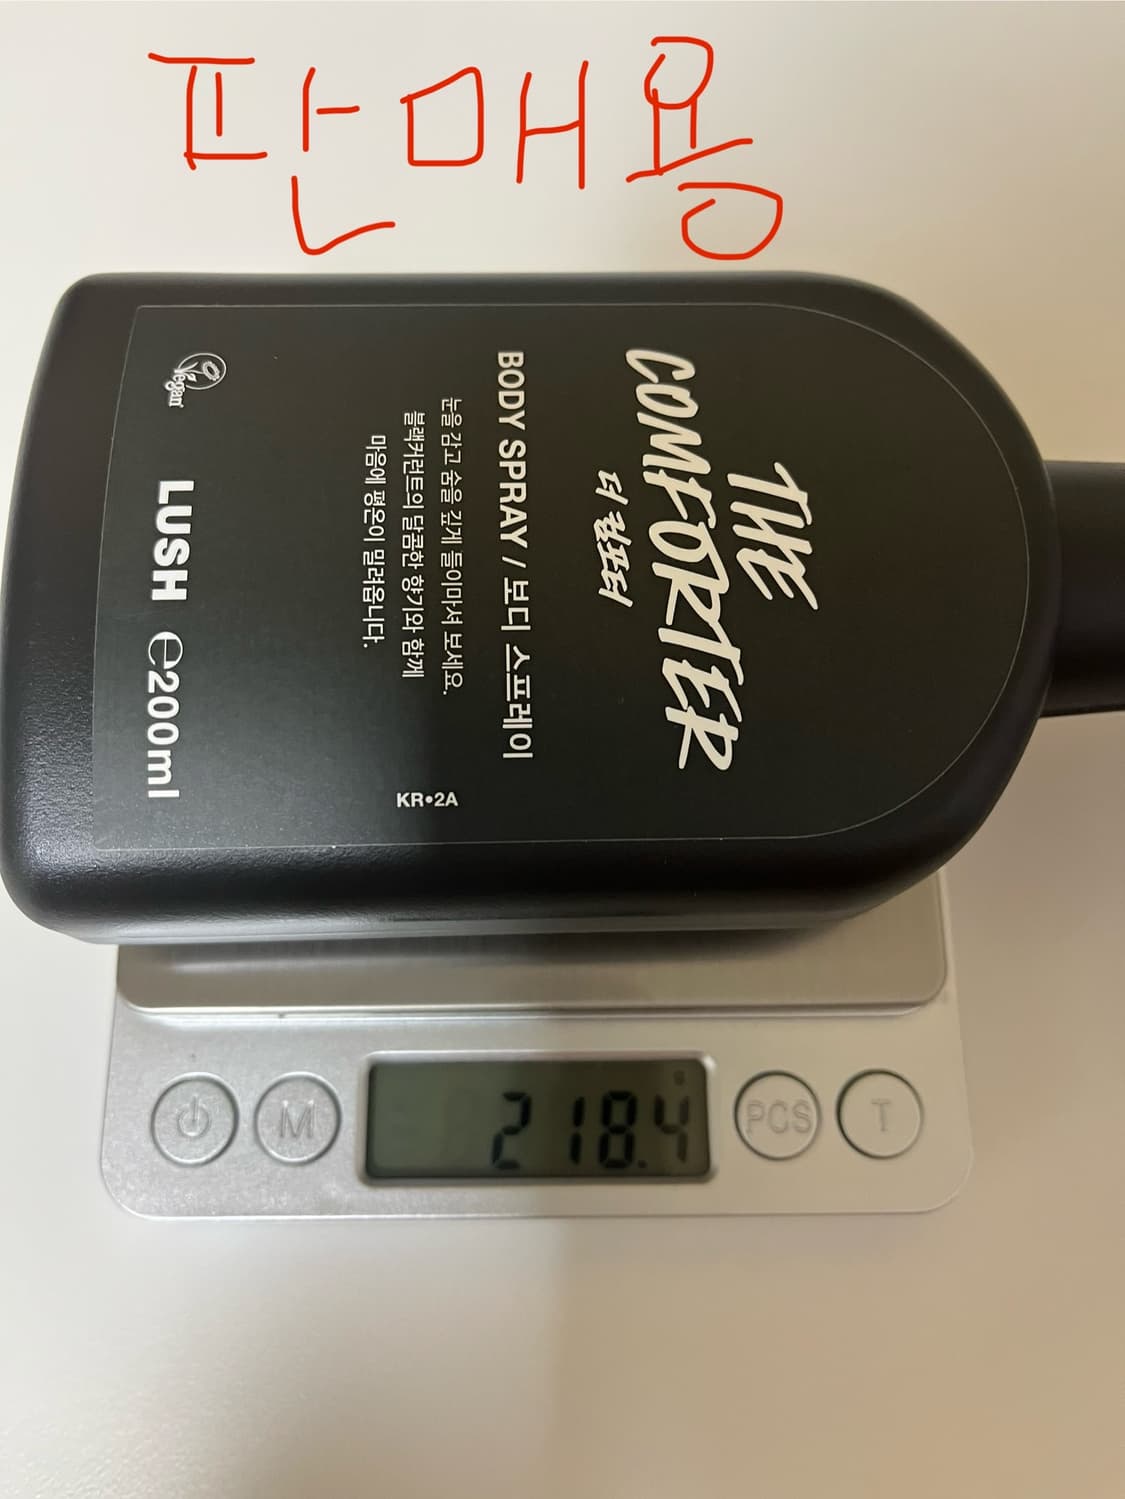 판매용
THE
COMFORTER
더 컴포터
BODY SPRAY / 보디 스프레이
눈을 감고 숨을 깊게 들이마셔 보세요.
블랙커런트의 달콤한 향기와 함께
마음에 평온이 밀려옵니다.
KR•2A
Vegan
LUSH ℮200ml
218.4
g
M
PCS
T